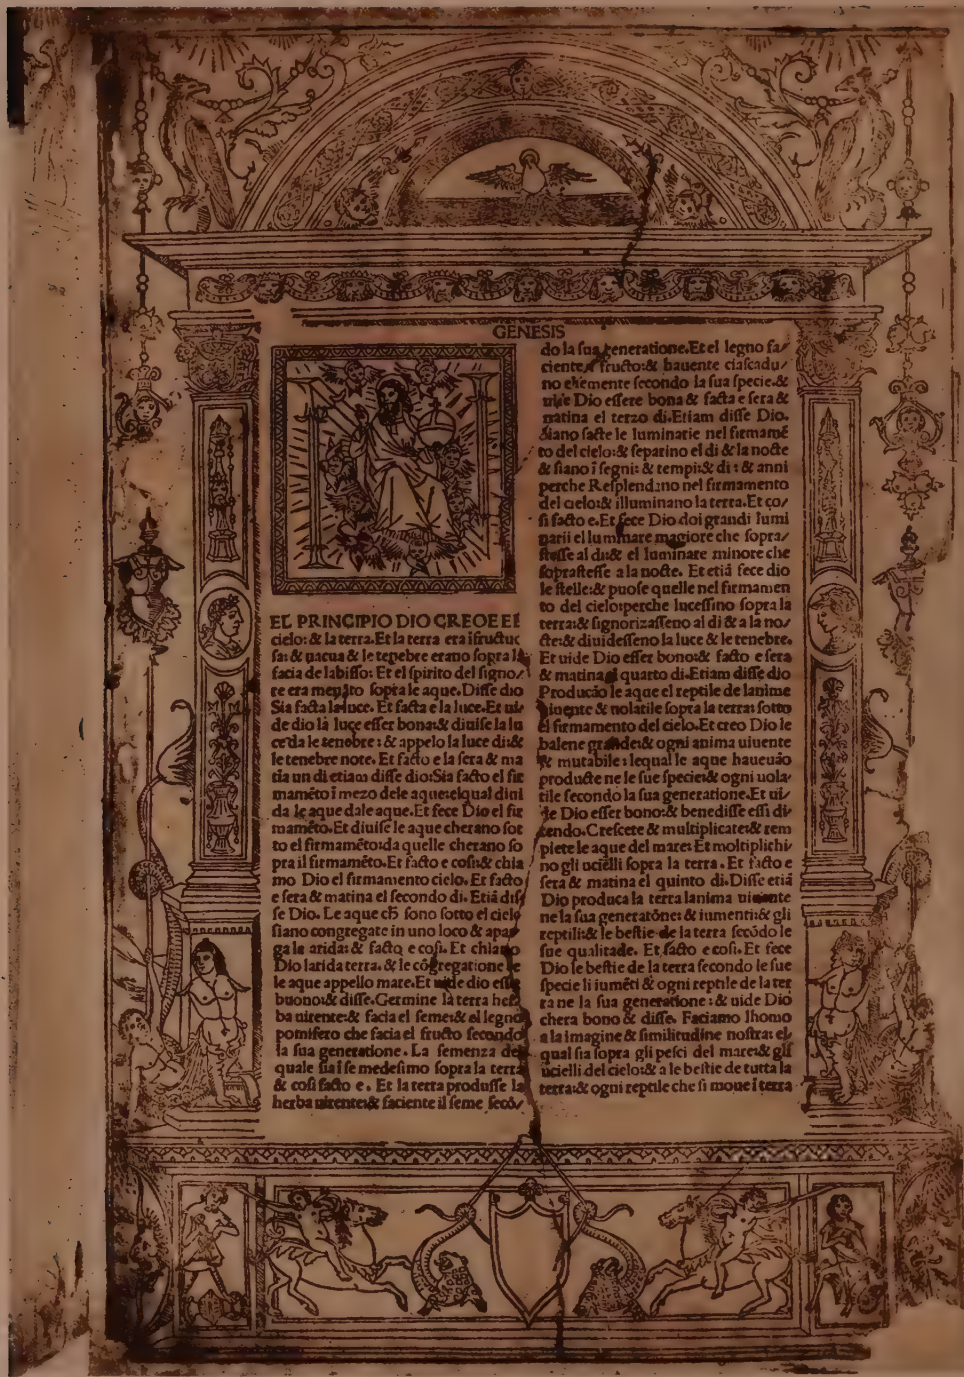 GENESIS
EL PRINCIPIO DIO CREOE EL
cielo: & la terra. Et la terra era īfructuo
sa: & uacua & le tenebre erano sopra la
facia de labisso: Et el spirito del signo/
re era menato sopra le aque. Disse dio
Sia facta la luce. Et facta e la luce. Et ui/
de dio la luce esser bona: & diuise la lu
ce da le tenebre: & appelo la luce di: &
le tenebre note. Et facto e la sera & ma
tia un di etiam disse dio: Sia facto el fir
mamēto ī mezo dele aque: elqual diui
da le aque dale aque. Et fece Dio el fir
mamēto. Et diuise le aque cherano sot
to el firmamēto: da quelle cherano so
pra il firmamēto. Et facto e cosi: & chia
mo Dio el firmamento cielo. Et facto
e sera & matina el secondo di. Etiā dis/
se Dio. Le aque ch̄ sono sotto el cielo
siano congregate in uno loco & apa
ga le arida: & facto e cosi. Et chiamo
Dio larida terra. & le cōgregatione de
le aque appello mare. Et uide dio esser
buono: & disse. Germine la terra her
ba uirente: & facia el seme: & el legno
pomifero che facia el fructo secondo
la sua generatione. La semenza del
quale sia ī se medesimo sopra la terra
& cosi facto e. Et la terra produsse la
herba uirente: & faciente il seme secō/
do la sua generatione. Et el legno fa/
ciente fructo: & hauente ciascadu/
no semente secondo la sua specie. &
uide Dio essere bona & facta e sera &
matina el terzo di. Etiam disse Dio.
Siano facte le luminarie nel firmamē
to del cielo: & separino el di & la nocte
& siano ī segni: & tempi: & di: & anni
perche Resplendano nel firmamento
del cielo: & illuminano la terra. Et co/
si facto e. Et fece Dio doi grandi lumi
narii el luminare magiore che sopra/
stesse al di: & el luminare minore che
soprastesse a la nocte. Et etiā fece dio
le stelle: & puose quelle nel firmamen
to del cielo: perche lucessino sopra la
terra: & signorizasseno al di & a la no/
cte: & diuidesseno la luce & le tenebre.
Et uide Dio esser bono: & facto e sera
& matina el quarto di. Etiam disse dio
Producāo le aque el reptile de lanime
uiuente & uolatile sopra la terra: sotto
el firmamento del cielo. Et creo Dio le
balene grande: & ogni anima uiuente
& mutabile: lequal le aque haueuāo
producte ne le sue specie: & ogni uola/
tile secondo la sua generatione. Et ui/
de Dio esser bono: & benedisse essi di/
cendo. Crescete & multiplicate: & rem
piete le aque del mare: Et moltiplichi/
no gli ucielli sopra la terra. Et facto e
sera & matina el quinto di. Disse etiā
Dio produca la terra lanima uiuente
ne la sua generatōne: & iumenti: & gli
reptili: & le bestie de la terra secōdo le
sue qualitade. Et facto e cosi. Et fece
Dio le bestie de la terra secondo le sue
specie li iumēti & ogni reptile de la ter
ra ne la sua generatione: & uide Dio
chera bono & disse. Faciamo lhomo
a la imagine & similitudine nostra: el
qual sia sopra gli pesci del mare: & gli
ucielli del cielo: & a le bestie de tutta la
terra: & ogni reptile che si moue ī terra